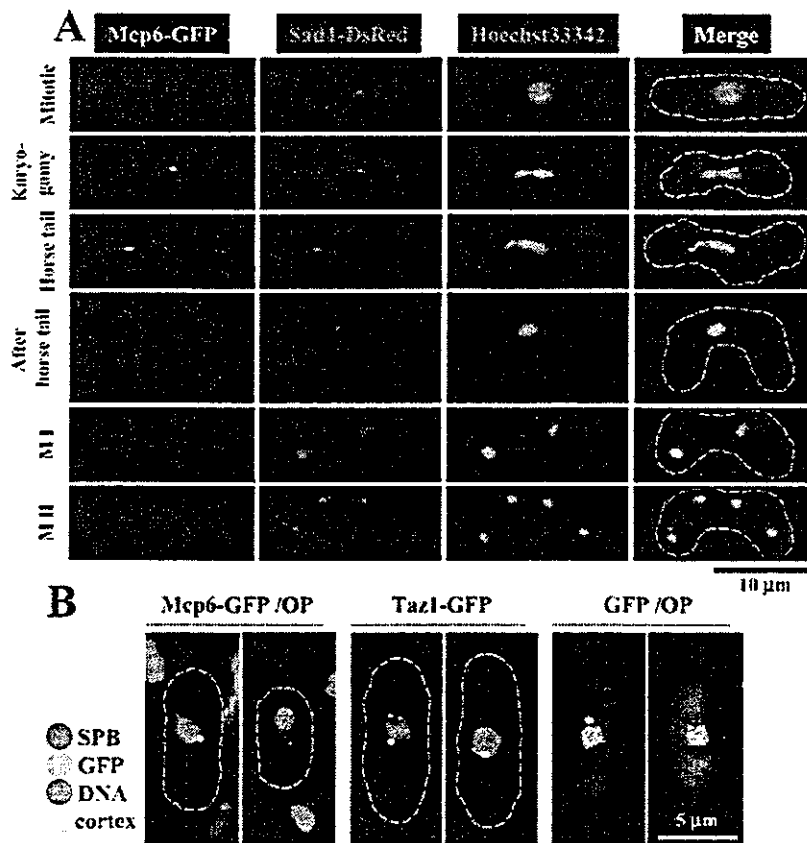 A
Mcp6-GFP Sad1-DsRed Hoechst33342 Merge
Mitotic
Karyo-
gamy
Horse tail
After
horse tail
M I
M II
10 µm
B
Mcp6-GFP /OP Taz1-GFP GFP /OP
SPB
GFP
DNA
cortex
5 µm